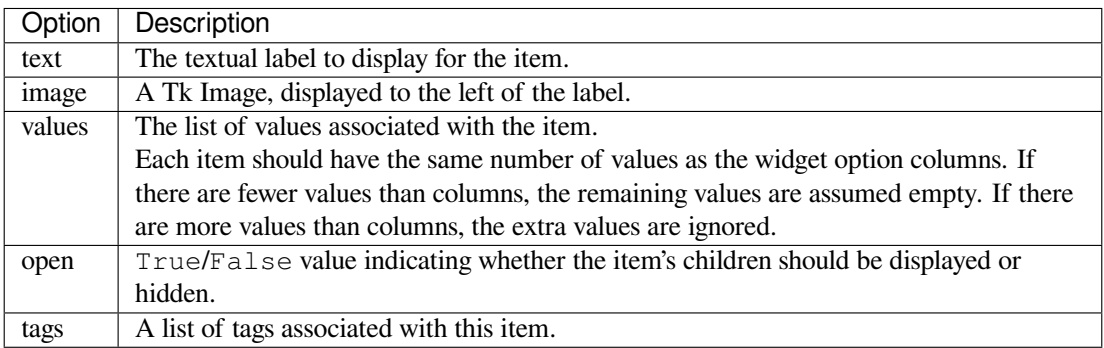 Option Description
text The textual label to display for the item.
image A Tk Image, displayed to the left of the label.
values The list of values associated with the item.
Each item should have the same number of values as the widget option columns. If
there are fewer values than columns, the remaining values are assumed empty. If there
are more values than columns, the extra values are ignored.
open True/False value indicating whether the item's children should be displayed or
hidden.
tags A list of tags associated with this item.